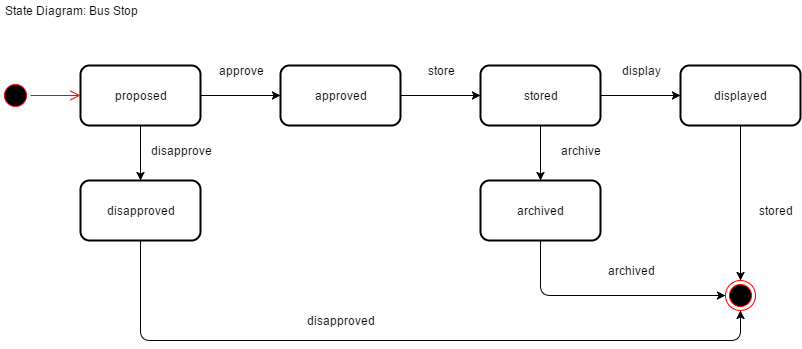 State Diagram: Bus Stop
approve
store
display
proposed
approved
stored
displayed
disapprove
archive
disapproved
archived
stored
archived
disapproved